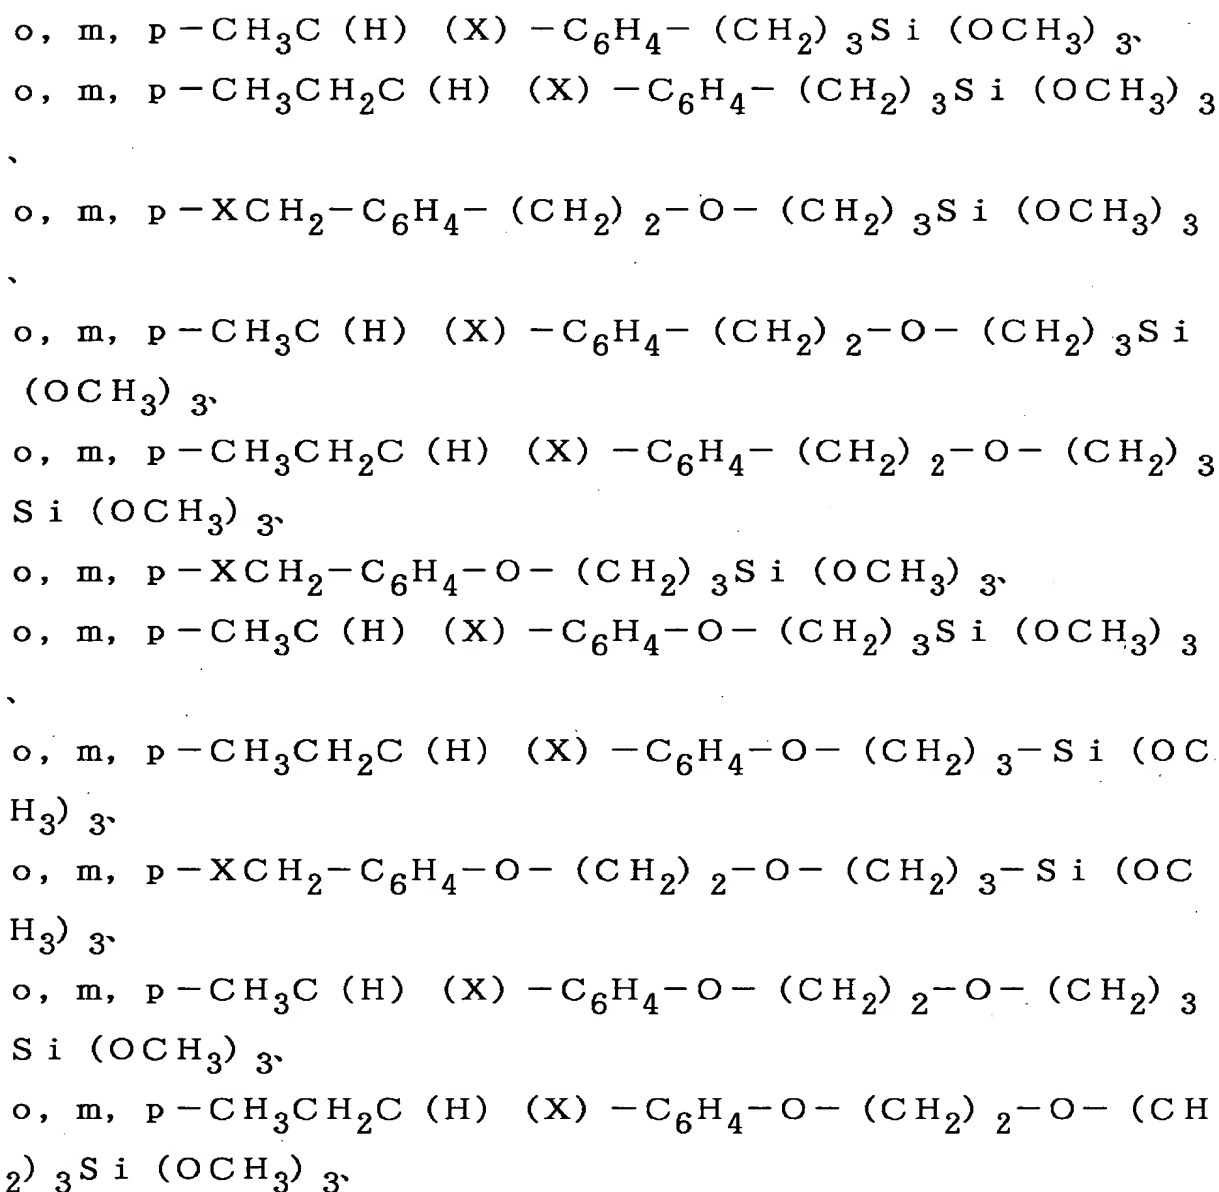 o, m, p－CH₃C (H) (X) －C₆H₄－ (CH₂) ₃Si (OCH₃) ₃、
o, m, p－CH₃CH₂C (H) (X) －C₆H₄－ (CH₂) ₃Si (OCH₃) ₃
、
o, m, p－XCH₂－C₆H₄－ (CH₂) ₂－O－ (CH₂) ₃Si (OCH₃) ₃
、
o, m, p－CH₃C (H) (X) －C₆H₄－ (CH₂) ₂－O－ (CH₂) ₃Si
(OCH₃) ₃、
o, m, p－CH₃CH₂C (H) (X) －C₆H₄－ (CH₂) ₂－O－ (CH₂) ₃
Si (OCH₃) ₃、
o, m, p－XCH₂－C₆H₄－O－ (CH₂) ₃Si (OCH₃) ₃、
o, m, p－CH₃C (H) (X) －C₆H₄－O－ (CH₂) ₃Si (OCH₃) ₃
、
o, m, p－CH₃CH₂C (H) (X) －C₆H₄－O－ (CH₂) ₃－Si (OC
H₃) ₃、
o, m, p－XCH₂－C₆H₄－O－ (CH₂) ₂－O－ (CH₂) ₃－Si (OC
H₃) ₃、
o, m, p－CH₃C (H) (X) －C₆H₄－O－ (CH₂) ₂－O－ (CH₂) ₃
Si (OCH₃) ₃、
o, m, p－CH₃CH₂C (H) (X) －C₆H₄－O－ (CH₂) ₂－O－ (CH
₂) ₃Si (OCH₃) ₃、